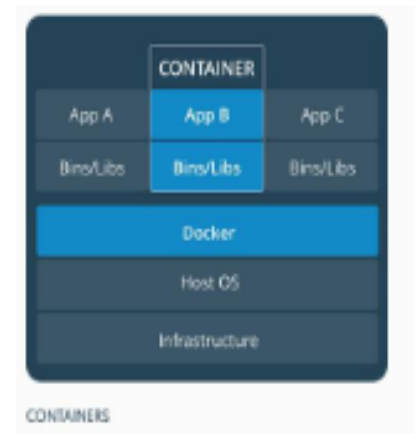 CONTAINER
App A App B App C
Bins/Libs Bins/Libs Bins/Libs
Docker
Host OS
Infrastructure
CONTAINERS